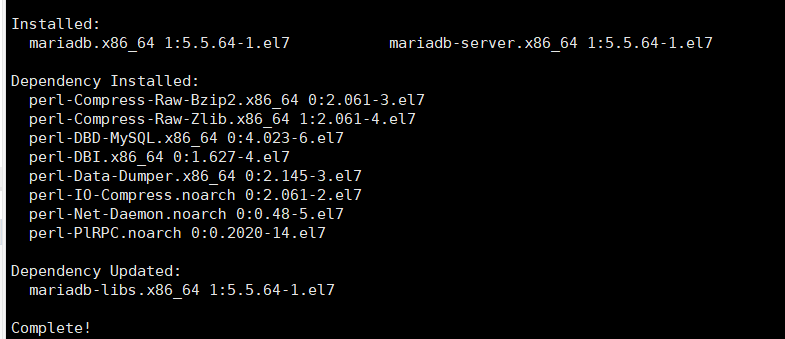 Installed:
mariadb.x86_64 1:5.5.64-1.el7 mariadb-server.x86_64 1:5.5.64-1.el7
Dependency Installed:
perl-Compress-Raw-Bzip2.x86_64 0:2.061-3.el7
perl-Compress-Raw-Zlib.x86_64 1:2.061-4.el7
perl-DBD-MySQL.x86_64 0:4.023-6.el7
perl-DBI.x86_64 0:1.627-4.el7
perl-Data-Dumper.x86_64 0:2.145-3.el7
perl-IO-Compress.noarch 0:2.061-2.el7
perl-Net-Daemon.noarch 0:0.48-5.el7
perl-PlRPC.noarch 0:0.2020-14.el7
Dependency Updated:
mariadb-libs.x86_64 1:5.5.64-1.el7
Complete!